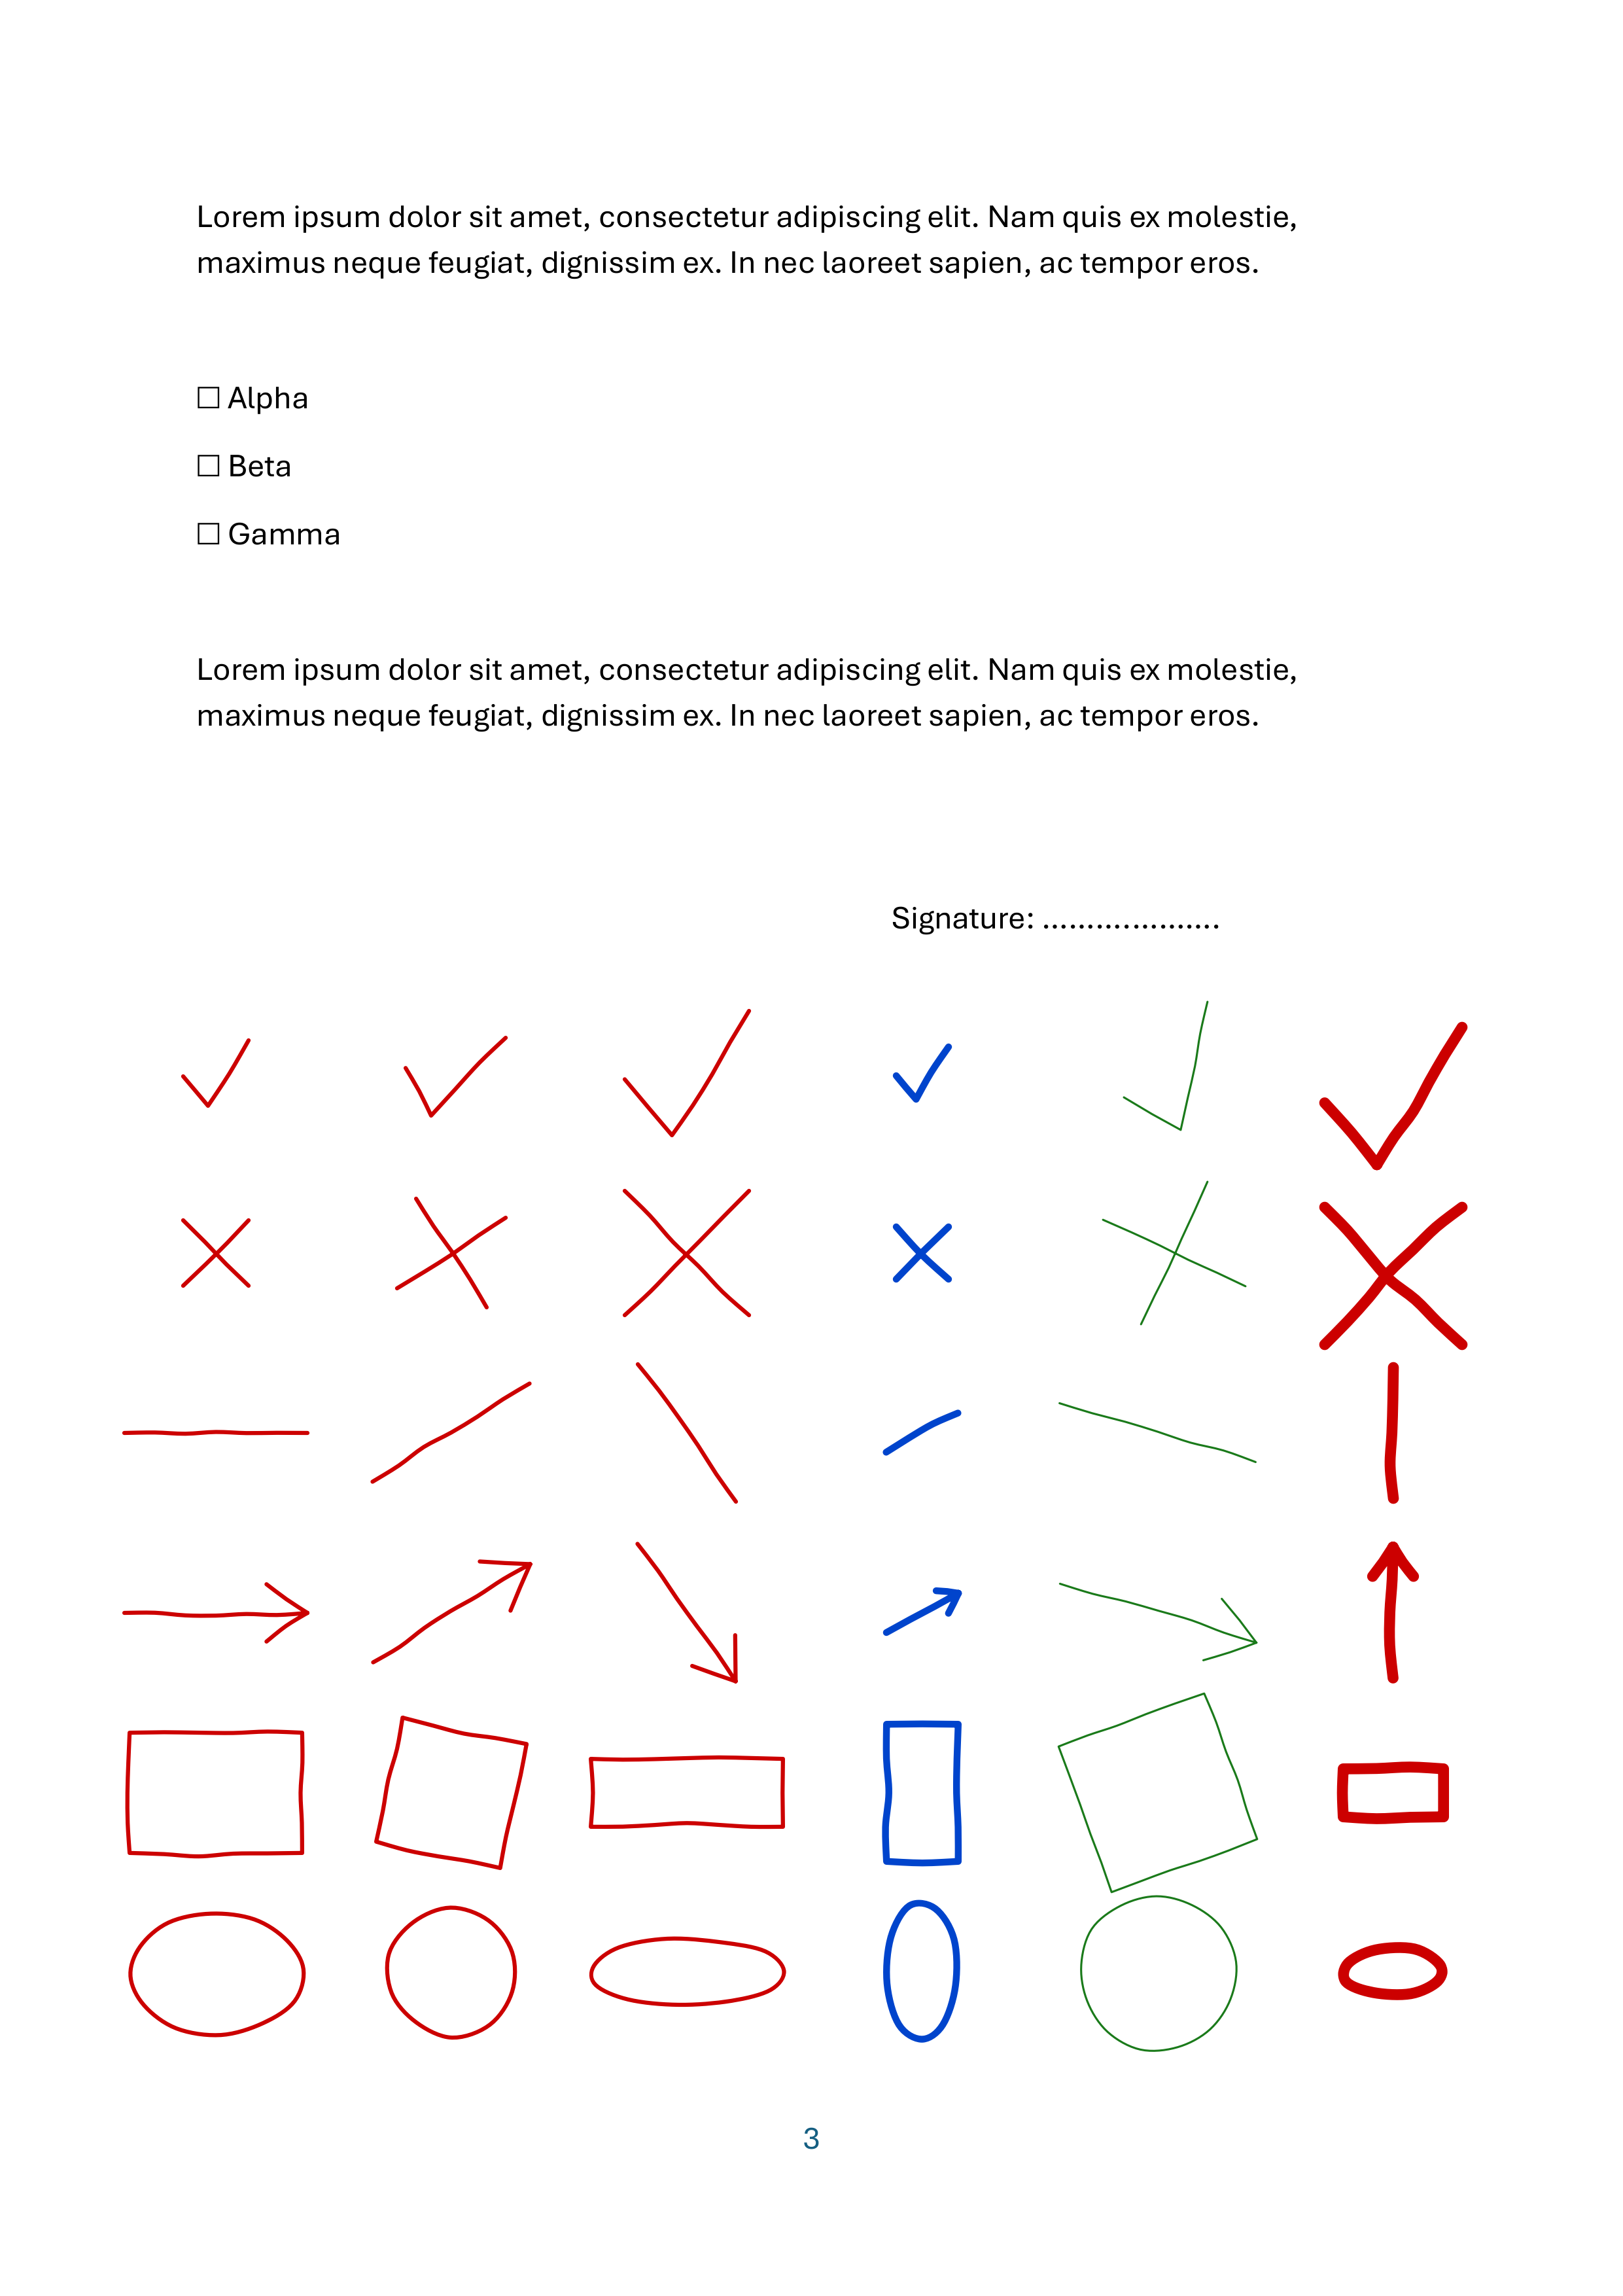 Lorem ipsum dolor sit amet, consectetur adipiscing elit. Nam quis ex molestie,
maximus neque feugiat, dignissim ex. In nec laoreet sapien, ac tempor eros.
☐ Alpha
☐ Beta
☐ Gamma
Lorem ipsum dolor sit amet, consectetur adipiscing elit. Nam quis ex molestie,
maximus neque feugiat, dignissim ex. In nec laoreet sapien, ac tempor eros.
Signature: ....................
3